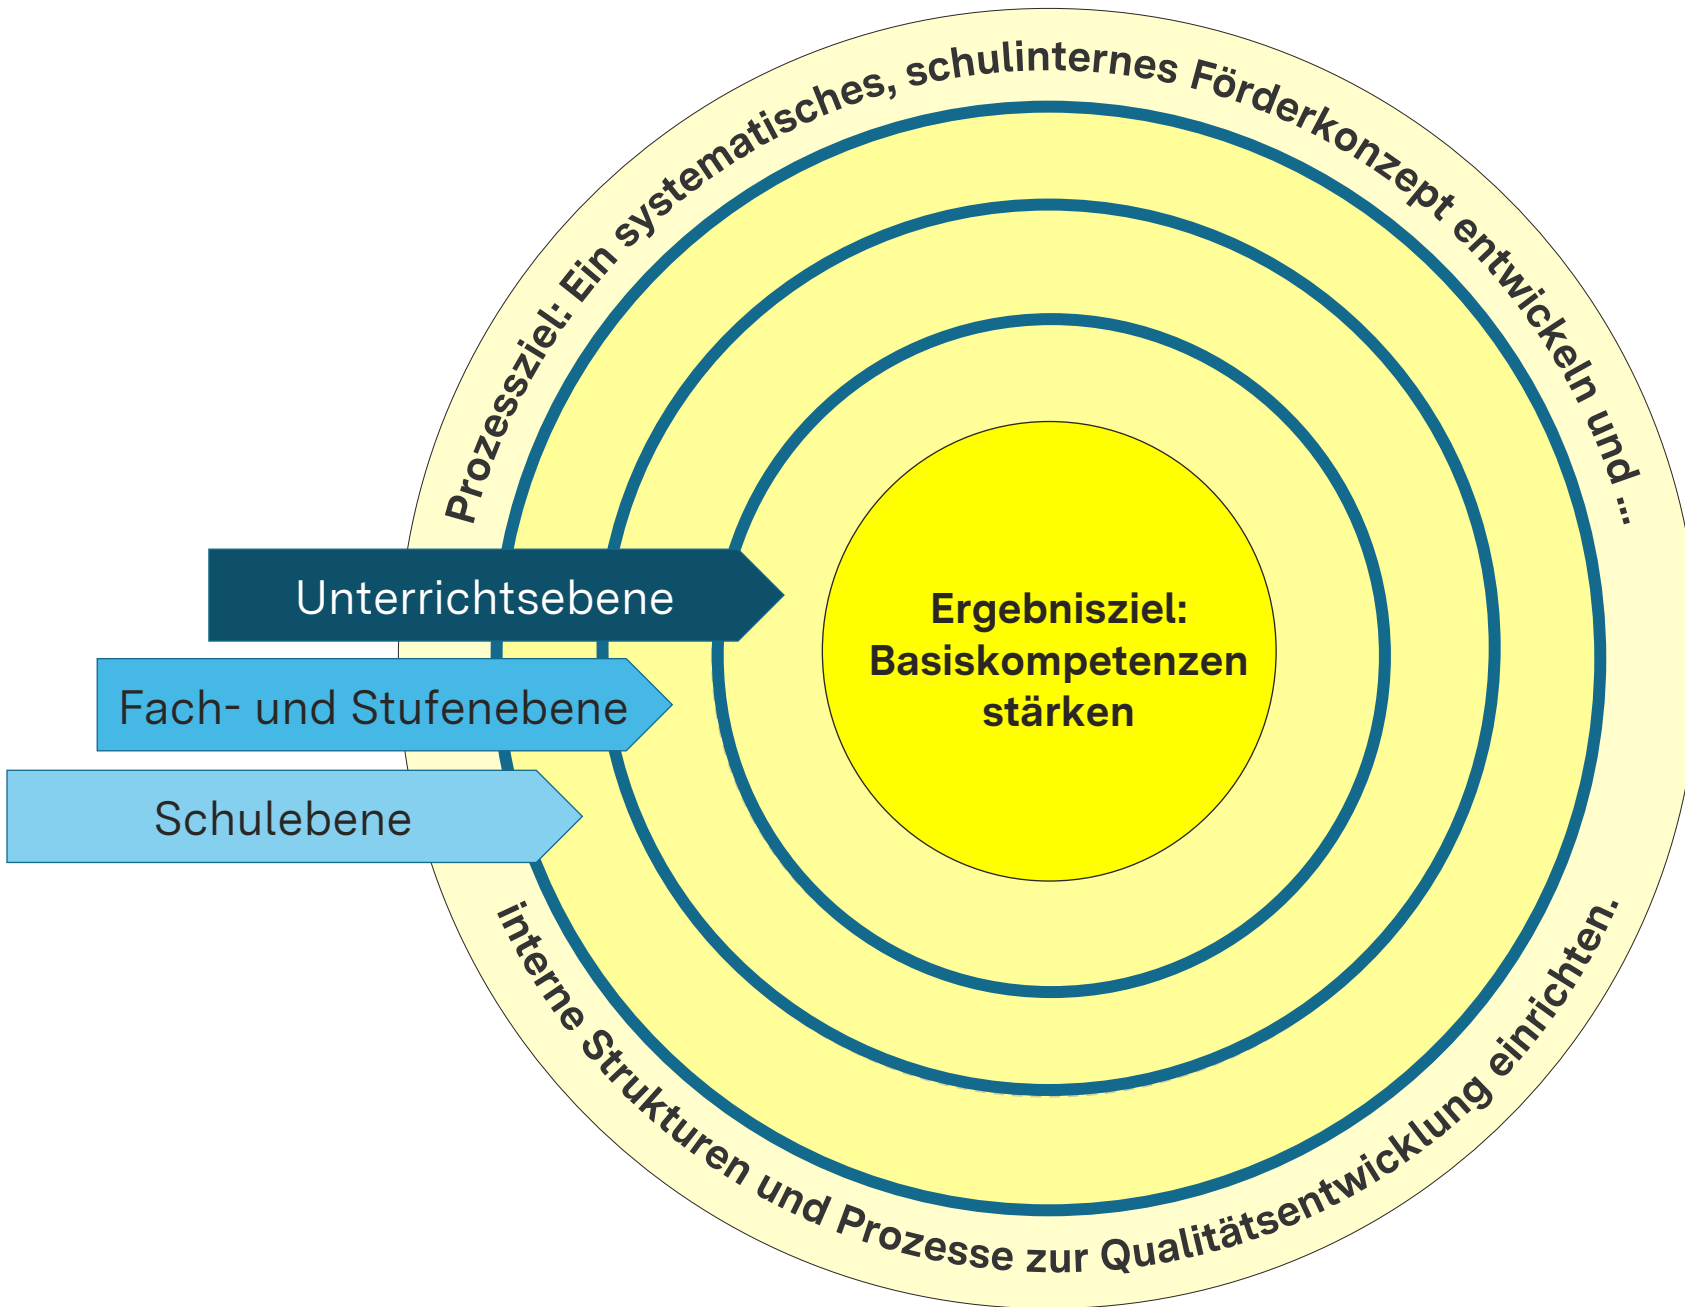 Prozessziel: Ein systematisches, schulinternes Förderkonzept entwickeln und ...
Unterrichtsebene
Fach- und Stufenebene
Schulebene
Ergebnisziel:
Basiskompetenzen
stärken
interne Strukturen und Prozesse zur Qualitätsentwicklung einrichten.